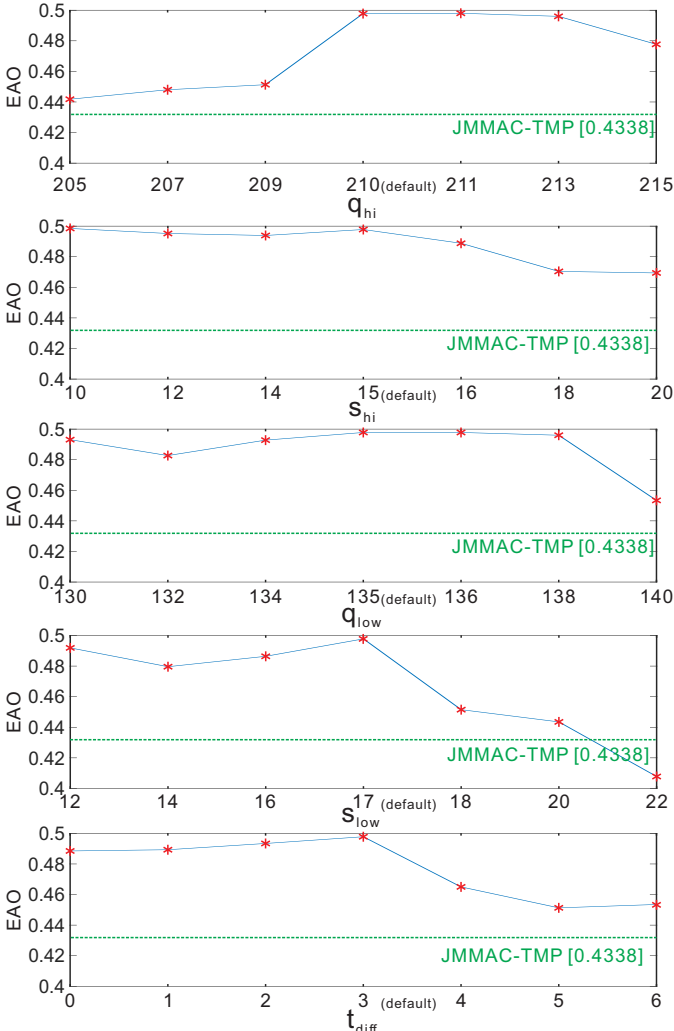 0.5
0.48
0.46
0.44
0.42
0.4
EAO
JMMAC-TMP [0.4338]
205 207 209 210(default) 211 213 215
q_hi
0.5
0.48
0.46
0.44
0.42
0.4
EAO
JMMAC-TMP [0.4338]
10 12 14 15(default) 16 18 20
s_hi
0.5
0.48
0.46
0.44
0.42
0.4
EAO
JMMAC-TMP [0.4338]
130 132 134 135(default) 136 138 140
q_low
0.5
0.48
0.46
0.44
0.42
0.4
EAO
JMMAC-TMP [0.4338]
12 14 16 17(default) 18 20 22
s_low
0.5
0.48
0.46
0.44
0.42
0.4
EAO
JMMAC-TMP [0.4338]
0 1 2 3 (default) 4 5 6
t_diff